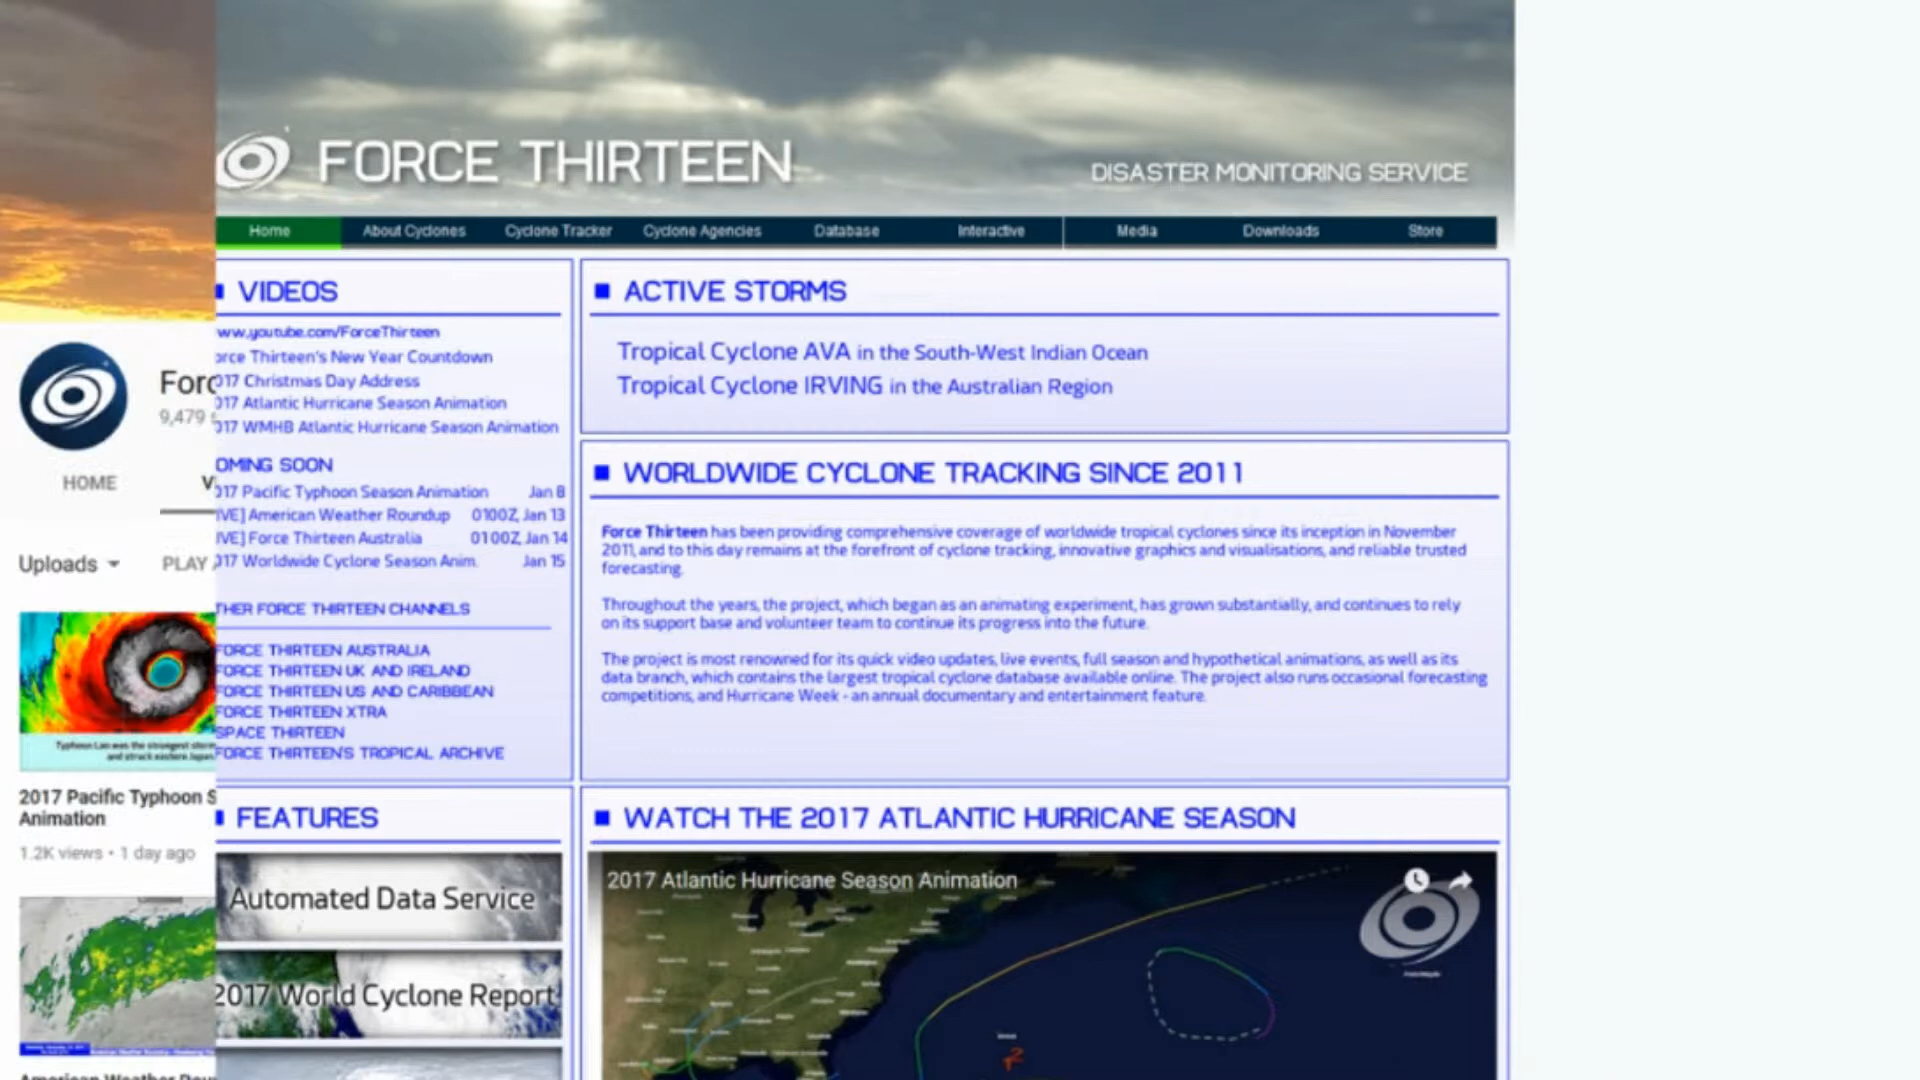 FORCE THIRTEEN
DISASTER MONITORING SERVICE
Home About Cyclones Cyclone Tracker Cyclone Agencies Database Interactive Media Downloads Store
Forc
9,479
HOME
Uploads
PLAY
2017 Pacific Typhoon S
Animation
1.2K views • 1 day ago
VIDEOS
ww.youtube.com/ForceThirteen
orce Thirteen's New Year Countdown
017 Christmas Day Address
017 Atlantic Hurricane Season Animation
017 WMHB Atlantic Hurricane Season Animation
OMING SOON
017 Pacific Typhoon Season Animation Jan 8
IVE] American Weather Roundup 0100Z, Jan 13
IVE] Force Thirteen Australia 0100Z, Jan 14
017 Worldwide Cyclone Season Anim. Jan 15
THER FORCE THIRTEEN CHANNELS
FORCE THIRTEEN AUSTRALIA
FORCE THIRTEEN UK AND IRELAND
FORCE THIRTEEN US AND CARIBBEAN
FORCE THIRTEEN XTRA
SPACE THIRTEEN
FORCE THIRTEEN'S TROPICAL ARCHIVE
FEATURES
Automated Data Service
2017 World Cyclone Report
ACTIVE STORMS
Tropical Cyclone AVA in the South-West Indian Ocean
Tropical Cyclone IRVING in the Australian Region
WORLDWIDE CYCLONE TRACKING SINCE 2011
Force Thirteen has been providing comprehensive coverage of worldwide tropical cyclones since its inception in November
2011, and to this day remains at the forefront of cyclone tracking, innovative graphics and visualisations, and reliable trusted
forecasting.
Throughout the years, the project, which began as an animating experiment, has grown substantially, and continues to rely
on its support base and volunteer team to continue its progress into the future.
The project is most renowned for its quick video updates, live events, full season and hypothetical animations, as well as its
data branch, which contains the largest tropical cyclone database available online. The project also runs occasional forecasting
competitions, and Hurricane Week - an annual documentary and entertainment feature.
WATCH THE 2017 ATLANTIC HURRICANE SEASON
2017 Atlantic Hurricane Season Animation